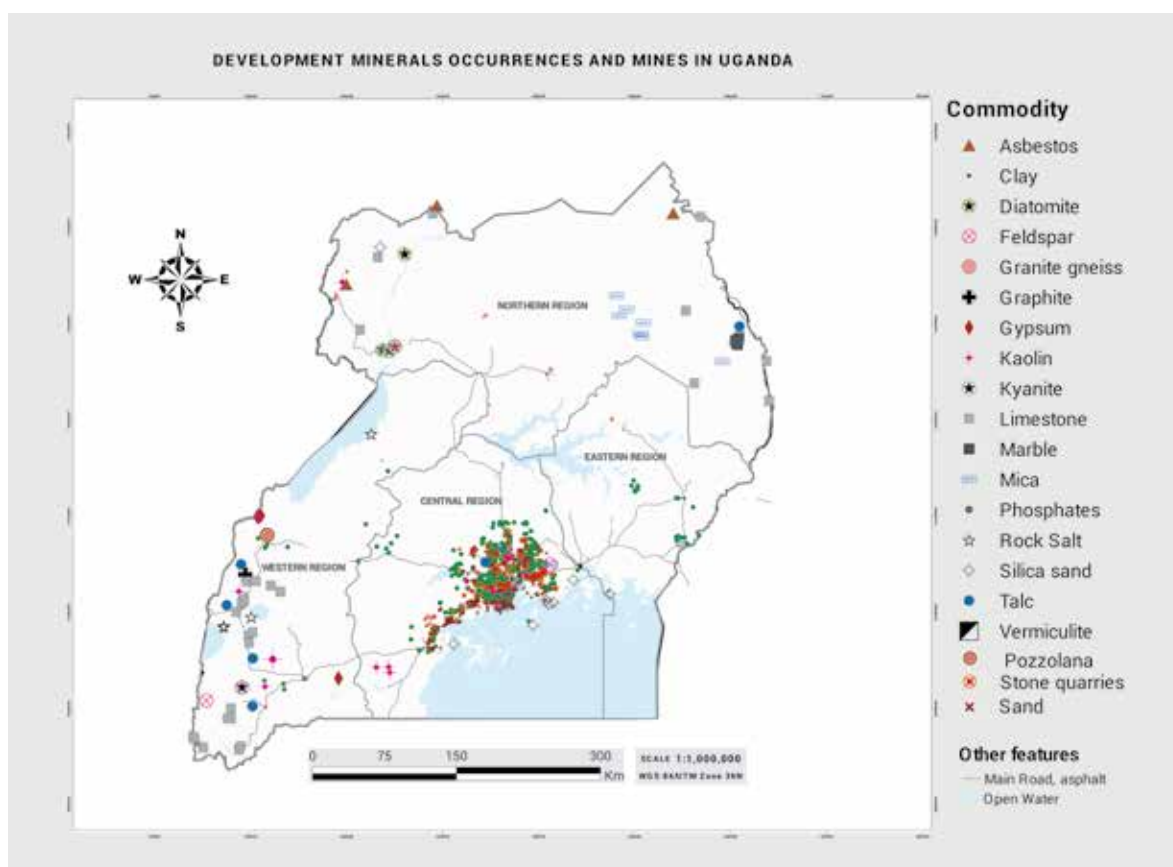 DEVELOPMENT MINERALS OCCURRENCES AND MINES IN UGANDA
N
W E
S
NORTHERN REGION
EASTERN REGION
CENTRAL REGION
WESTERN REGION
0 75 150 300
Km
SCALE 1:1,000,000
Commodity
Asbestos
Clay
Diatomite
Feldspar
Granite gneiss
Graphite
Gypsum
Kaolin
Kyanite
Limestone
Marble
Mica
Phosphates
Rock Salt
Silica sand
Talc
Vermiculite
Pozzolana
Stone quarries
Sand
Other features
Main Road, asphalt
Open Water